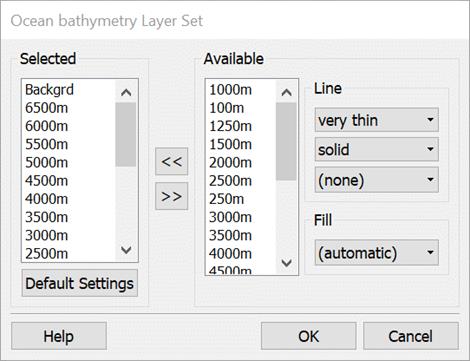 Ocean bathymetry Layer Set
Selected
Backgrd
6500m
6000m
5500m
5000m
4500m
4000m
3500m
3000m
2500m
Default Settings
<<
>>
Available
1000m
100m
1250m
1500m
2000m
2500m
250m
3000m
3500m
4000m
4500m
Line
very thin
solid
(none)
Fill
(automatic)
Help
OK
Cancel